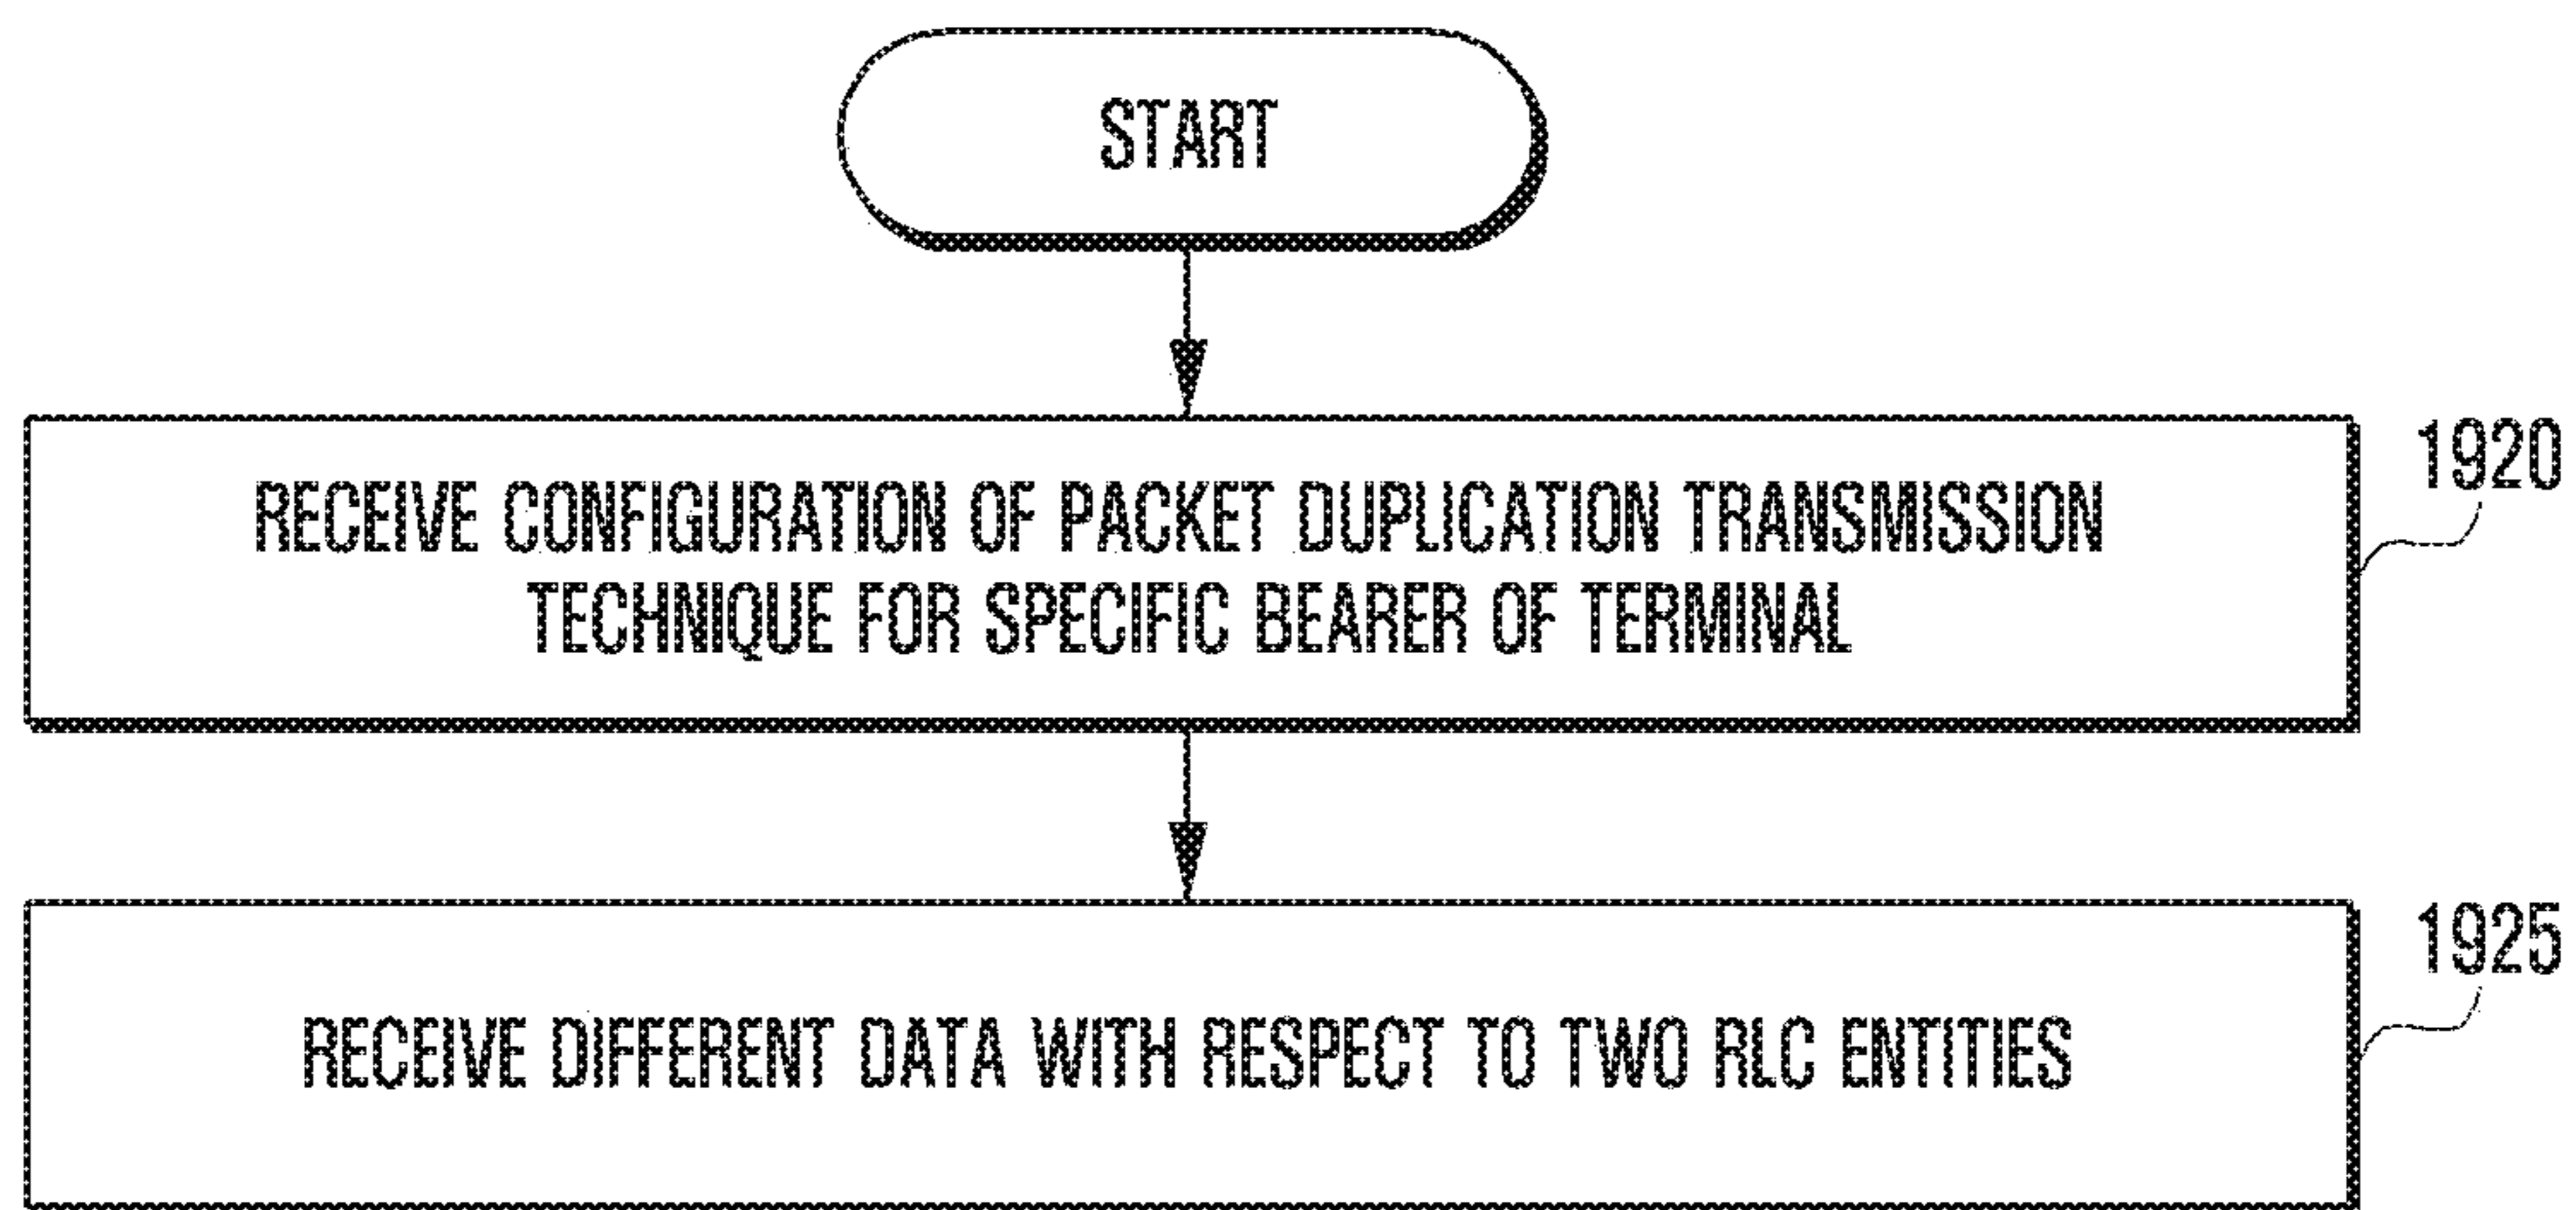 START
RECEIVE CONFIGURATION OF PACKET DUPLICATION TRANSMISSION
TECHNIQUE FOR SPECIFIC BEARER OF TERMINAL
1920
RECEIVE DIFFERENT DATA WITH RESPECT TO TWO RLC ENTITIES
1925